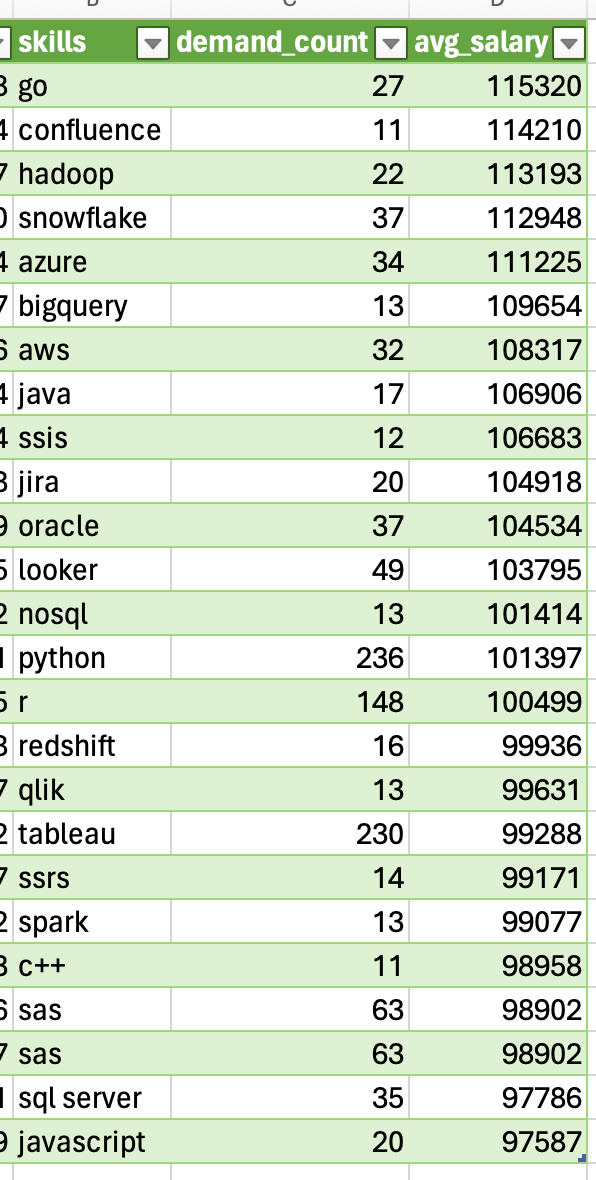 skills demand_count avg_salary
3 go 27 115320
4 confluence 11 114210
7 hadoop 22 113193
0 snowflake 37 112948
4 azure 34 111225
7 bigquery 13 109654
6 aws 32 108317
4 java 17 106906
4 ssis 12 106683
3 jira 20 104918
9 oracle 37 104534
5 looker 49 103795
2 nosql 13 101414
1 python 236 101397
5 r 148 100499
3 redshift 16 99936
7 qlik 13 99631
2 tableau 230 99288
7 ssrs 14 99171
2 spark 13 99077
3 c++ 11 98958
6 sas 63 98902
7 sas 63 98902
1 sql server 35 97786
9 javascript 20 97587